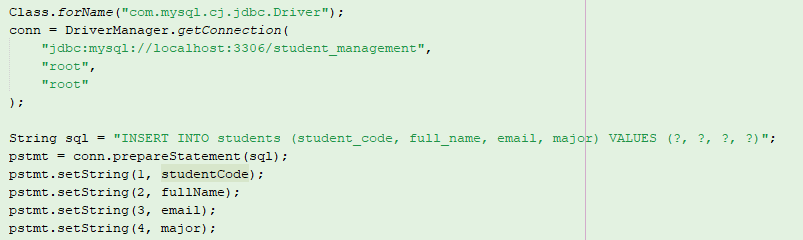 Class.forName("com.mysql.cj.jdbc.Driver");
conn = DriverManager.getConnection(
    "jdbc:mysql://localhost:3306/student_management",
    "root",
    "root"
);

String sql = "INSERT INTO students (student_code, full_name, email, major) VALUES (?, ?, ?, ?)";
pstmt = conn.prepareStatement(sql);
pstmt.setString(1, studentCode);
pstmt.setString(2, fullName);
pstmt.setString(3, email);
pstmt.setString(4, major);